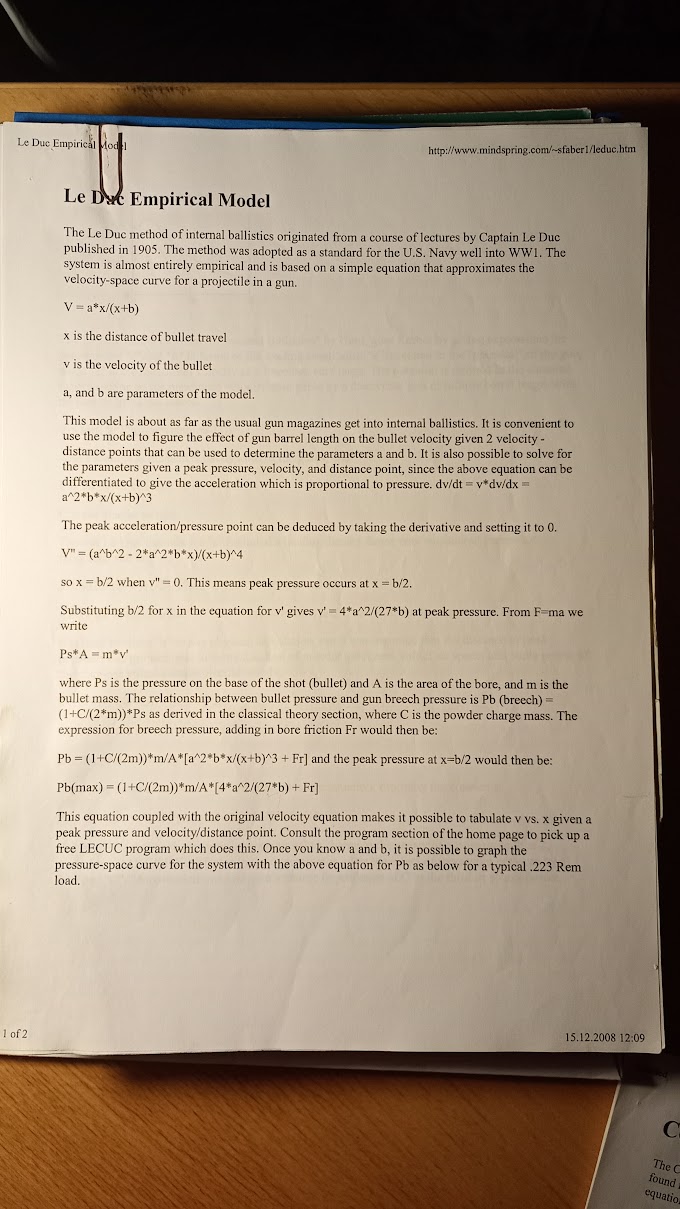 Le Duc Empirical Model
http://www.mindspring.com/~sfaber1/leduc.htm
Le Duc Empirical Model
The Le Duc method of internal ballistics originated from a course of lectures by Captain Le Duc
published in 1905. The method was adopted as a standard for the U.S. Navy well into WW1. The
system is almost entirely empirical and is based on a simple equation that approximates the
velocity-space curve for a projectile in a gun.
V = a*x/(x+b)
x is the distance of bullet travel
v is the velocity of the bullet
a, and b are parameters of the model.
This model is about as far as the usual gun magazines get into internal ballistics. It is convenient to
use the model to figure the effect of gun barrel length on the bullet velocity given 2 velocity -
distance points that can be used to determine the parameters a and b. It is also possible to solve for
the parameters given a peak pressure, velocity, and distance point, since the above equation can be
differentiated to give the acceleration which is proportional to pressure. dv/dt = v*dv/dx =
a^2*b*x/(x+b)^3
The peak acceleration/pressure point can be deduced by taking the derivative and setting it to 0.
V" = (a^b^2 - 2*a^2*b*x)/(x+b)^4
so x = b/2 when v" = 0. This means peak pressure occurs at x = b/2.
Substituting b/2 for x in the equation for v' gives v' = 4*a^2/(27*b) at peak pressure. From F=ma we
write
Ps*A = m*v'
where Ps is the pressure on the base of the shot (bullet) and A is the area of the bore, and m is the
bullet mass. The relationship between bullet pressure and gun breech pressure is Pb (breech) =
(1+C/(2*m))*Ps as derived in the classical theory section, where C is the powder charge mass. The
expression for breech pressure, adding in bore friction Fr would then be:
Pb = (1+C/(2m))*m/A*[a^2*b*x/(x+b)^3 + Fr] and the peak pressure at x=b/2 would then be:
Pb(max) = (1+C/(2m))*m/A*[4*a^2/(27*b) + Fr]
This equation coupled with the original velocity equation makes it possible to tabulate v vs. x given a
peak pressure and velocity/distance point. Consult the program section of the home page to pick up a
free LECUC program which does this. Once you know a and b, it is possible to graph the
pressure-space curve for the system with the above equation for Pb as below for a typical .223 Rem
load.
1 of 2
15.12.2008 12:09
The C
found
equatio